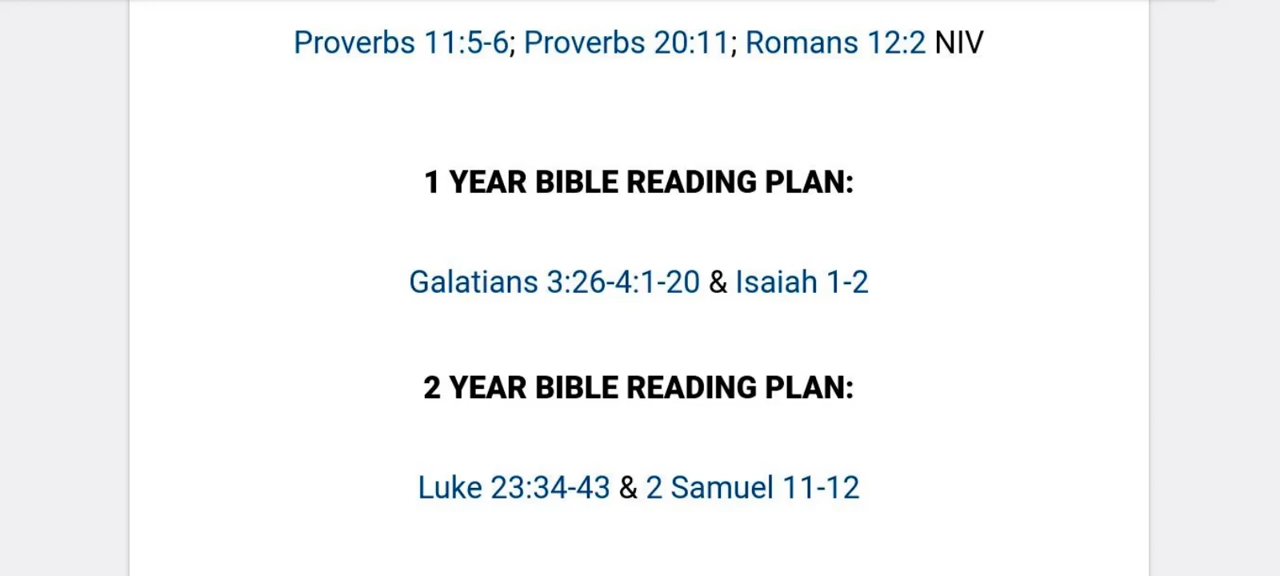 Proverbs 11:5-6; Proverbs 20:11; Romans 12:2 NIV
1 YEAR BIBLE READING PLAN:
Galatians 3:26-4:1-20 & Isaiah 1-2
2 YEAR BIBLE READING PLAN:
Luke 23:34-43 & 2 Samuel 11-12